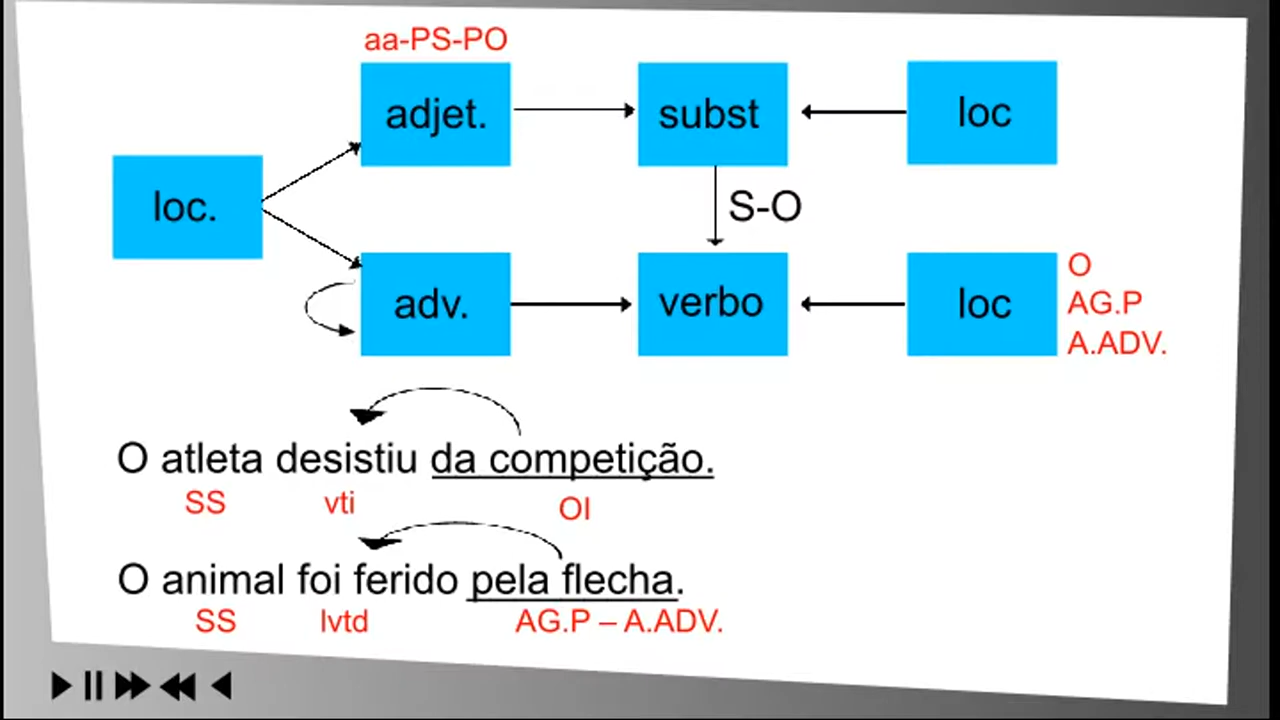 aa-PS-PO
adjet.
subst
loc
loc.
S-O
adv.
verbo
loc
O
AG.P
A.ADV.
O atleta desistiu da competição.
SS vti OI
O animal foi ferido pela flecha.
SS lvtd AG.P – A.ADV.